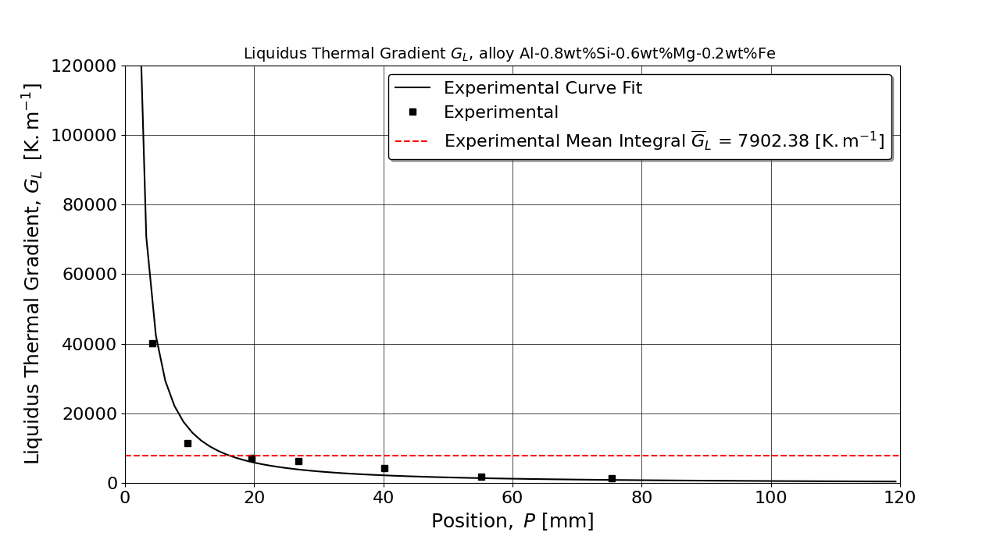 Liquidus Thermal Gradient G_L, alloy Al-0.8wt%Si-0.6wt%Mg-0.2wt%Fe
Liquidus Thermal Gradient, G_L [K.m⁻¹]
120000
100000
80000
60000
40000
20000
0
Experimental Curve Fit
Experimental
Experimental Mean Integral G̅_L = 7902.38 [K.m⁻¹]
0 20 40 60 80 100 120
Position, P [mm]